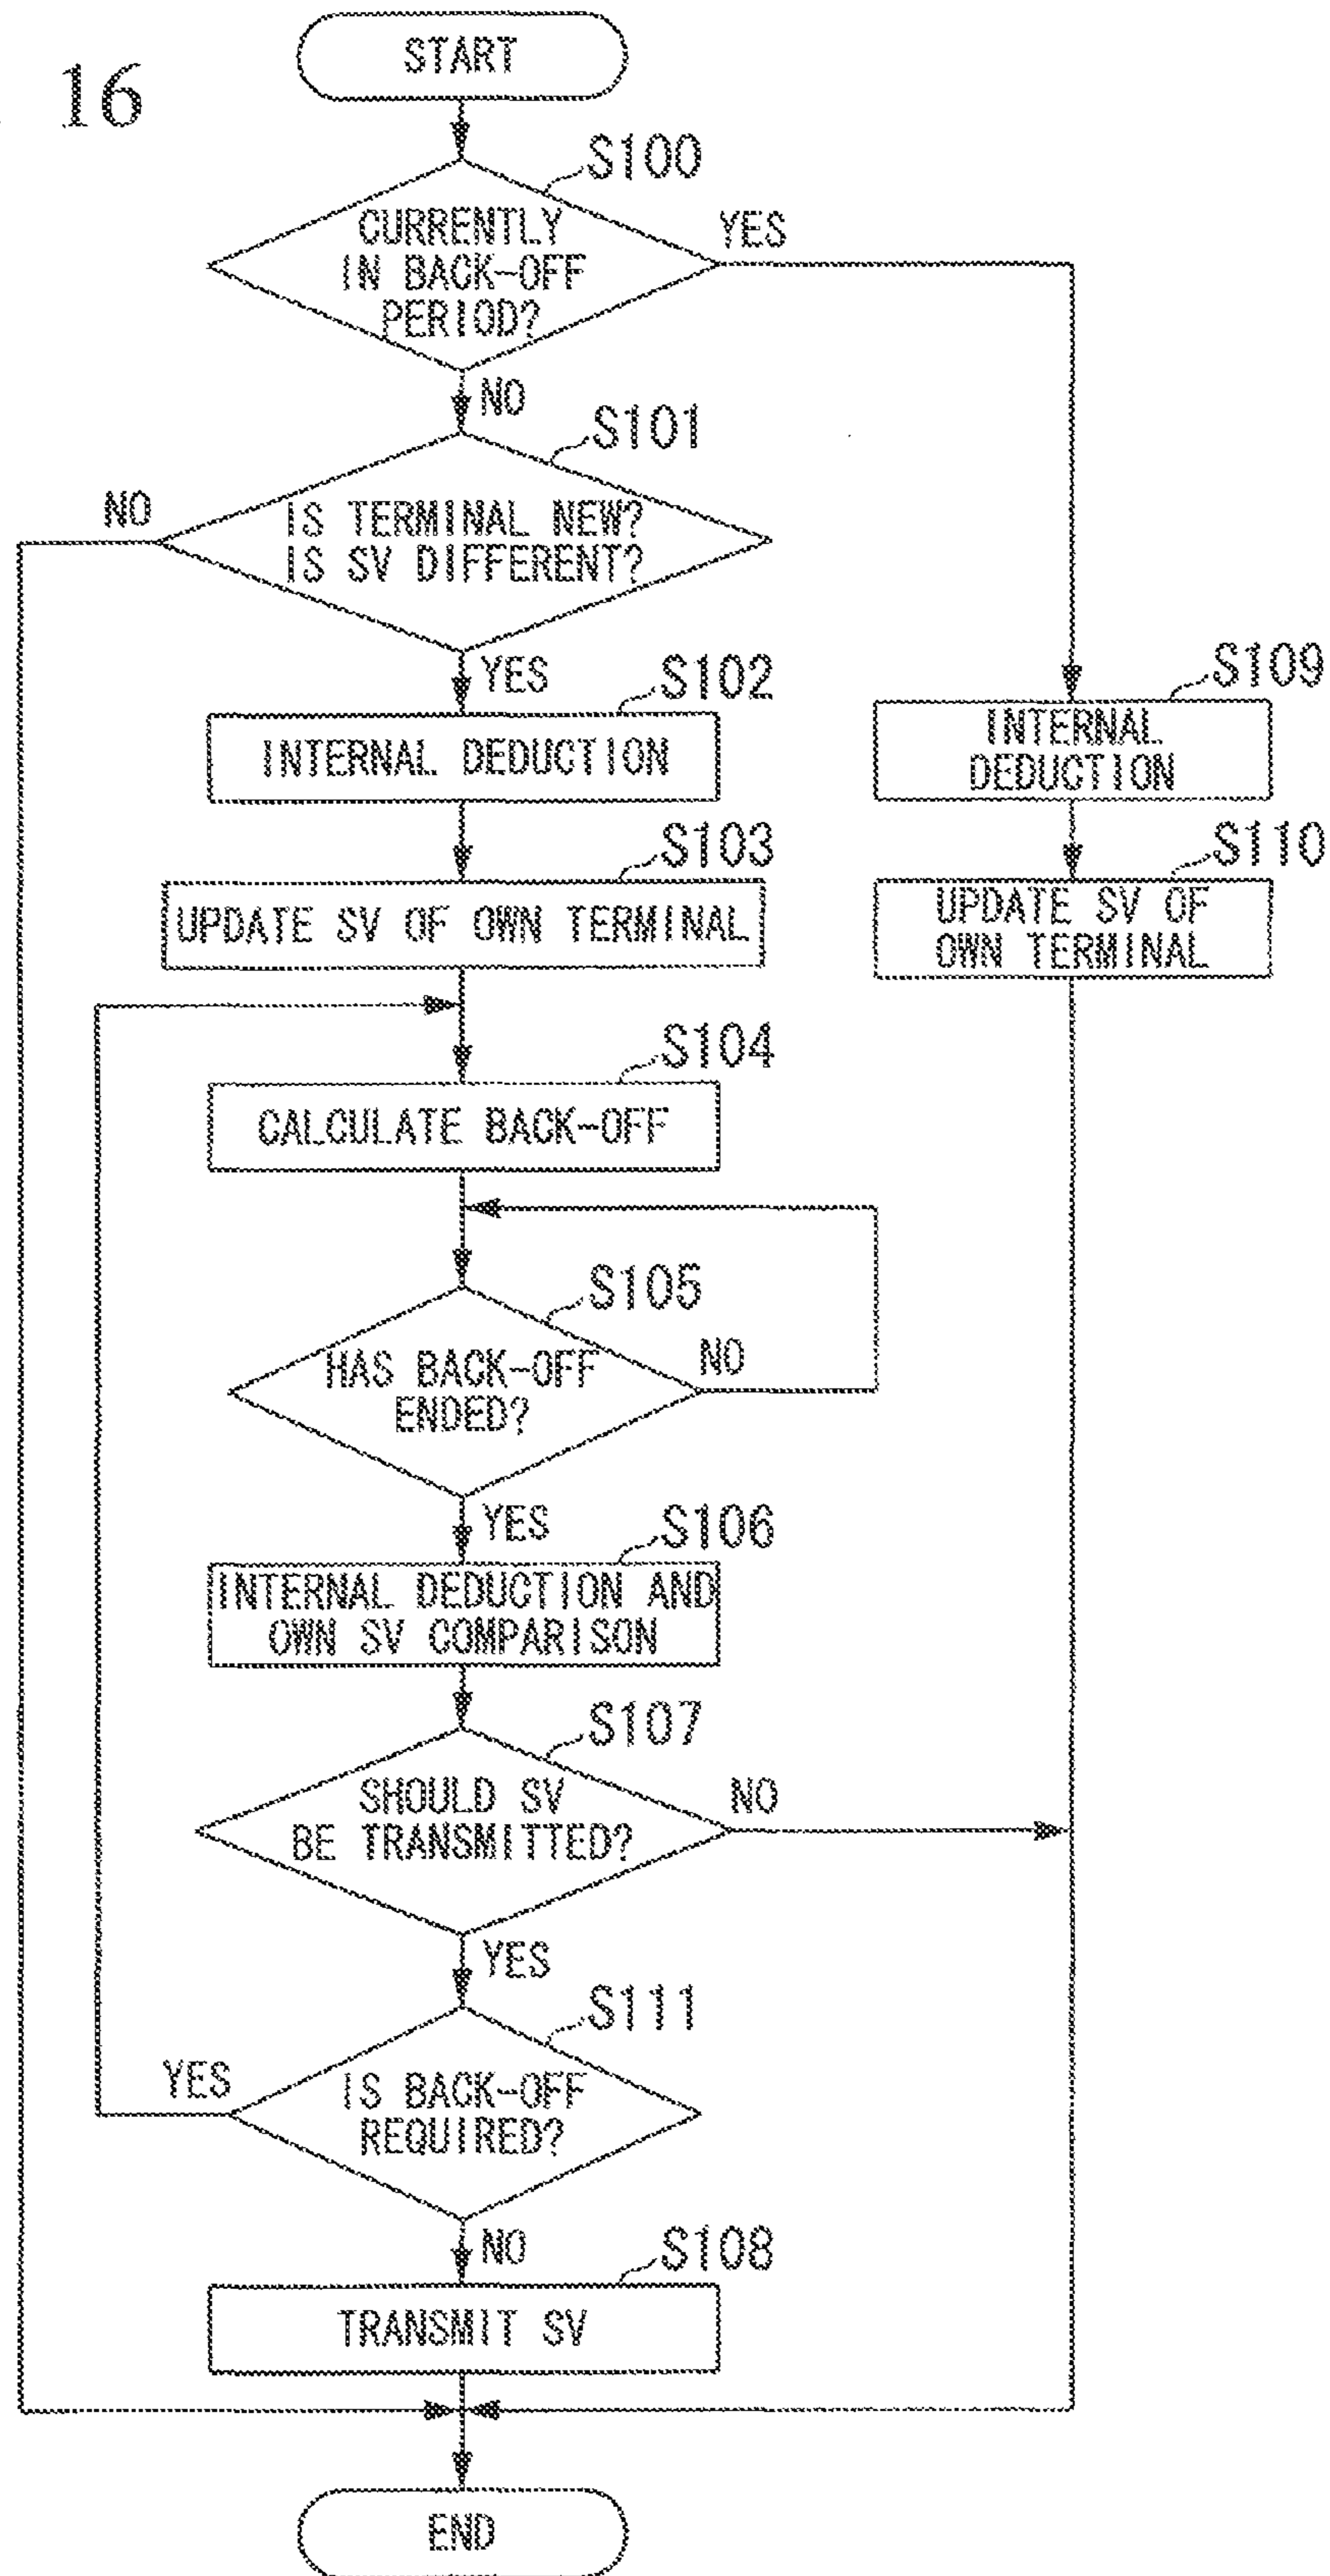 16
START
S100
CURRENTLY
IN BACK-OFF
PERIOD?
YES
NO
S101
NO
IS TERMINAL NEW?
IS SV DIFFERENT?
YES
S102
INTERNAL DEDUCTION
S109
INTERNAL
DEDUCTION
S103
UPDATE SV OF OWN TERMINAL
S110
UPDATE SV OF
OWN TERMINAL
S104
CALCULATE BACK-OFF
S105
HAS BACK-OFF
ENDED?
NO
YES
S106
INTERNAL DEDUCTION AND
OWN SV COMPARISON
S107
SHOULD SV
BE TRANSMITTED?
NO
YES
S111
YES
IS BACK-OFF
REQUIRED?
NO
S108
TRANSMIT SV
END